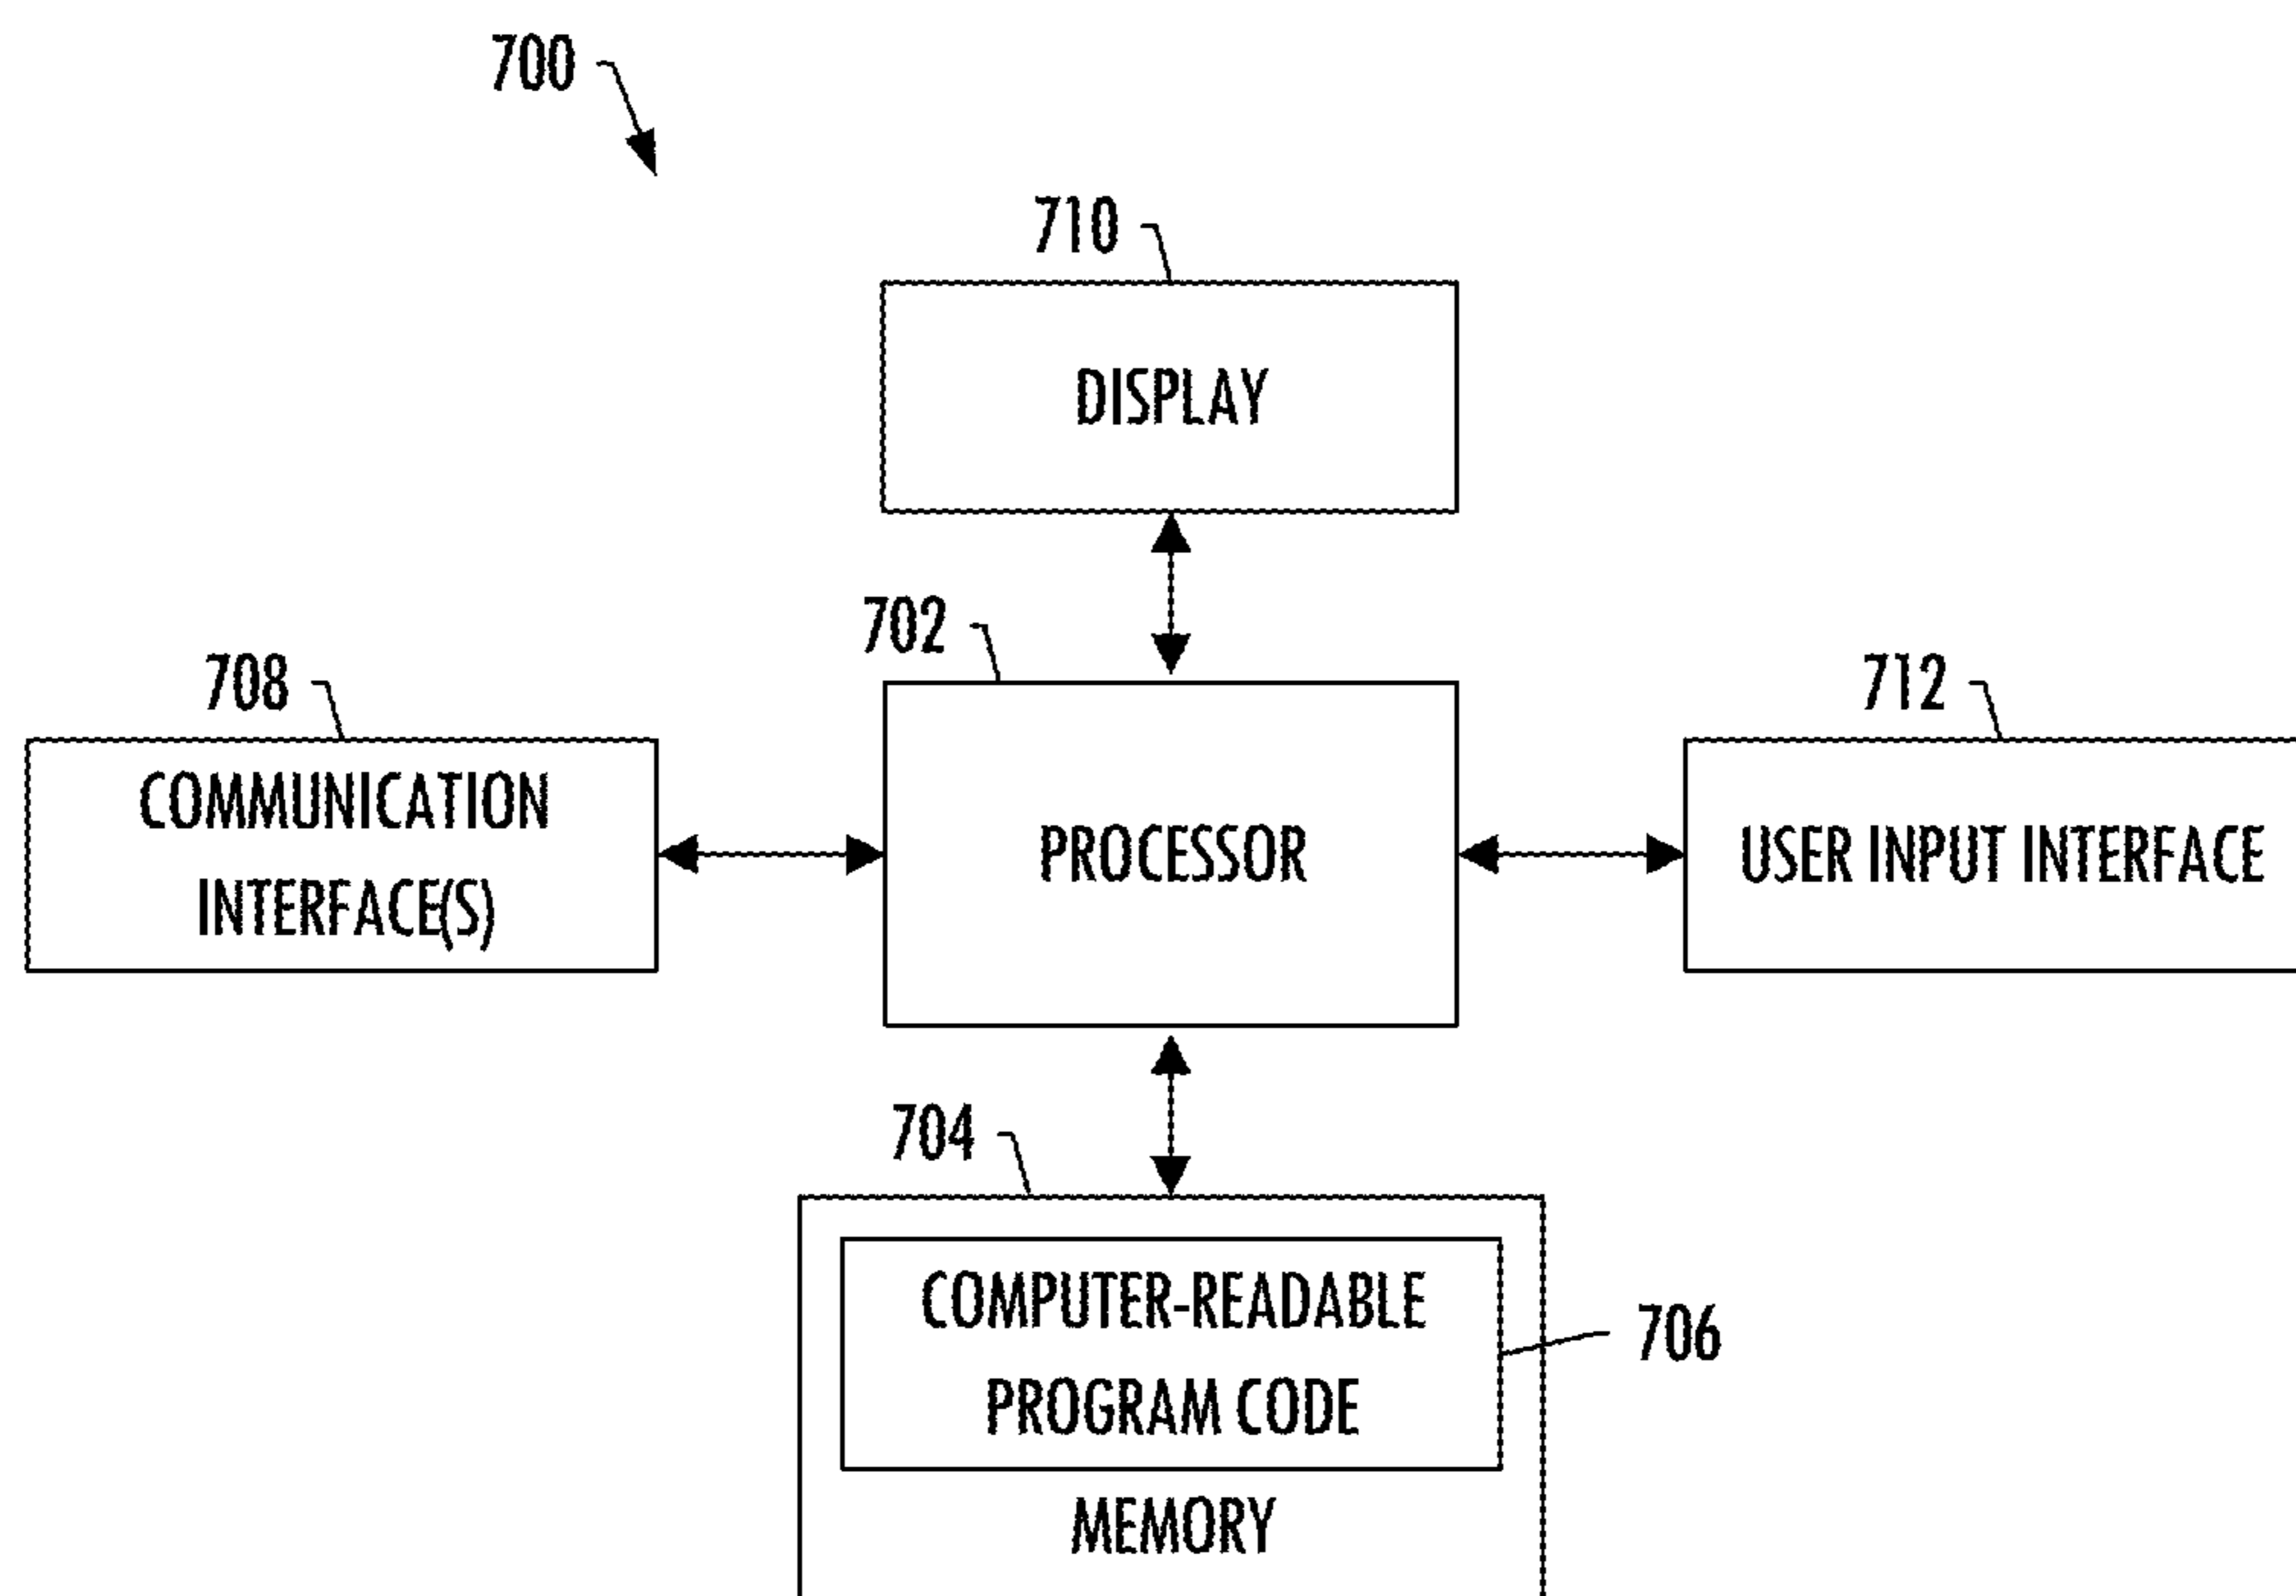 700
710
DISPLAY
702
708
712
COMMUNICATION
INTERFACE(S)
PROCESSOR
USER INPUT INTERFACE
704
COMPUTER-READABLE
PROGRAM CODE
706
MEMORY